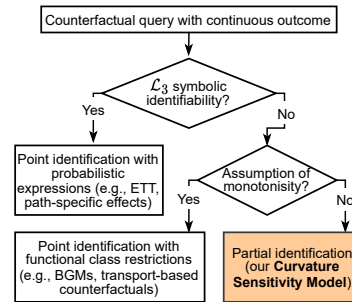 Counterfactual query with continuous outcome
ℒ₃ symbolic
identifiability?
Yes
No
Point identification with
probabilistic
expressions (e.g., ETT,
path-specific effects)
Assumption of
monotonisity?
Yes
No
Point identification with
functional class restrictions
(e.g., BGMs, transport-based
counterfactuals)
Partial identification
(our Curvature
Sensitivity Model)